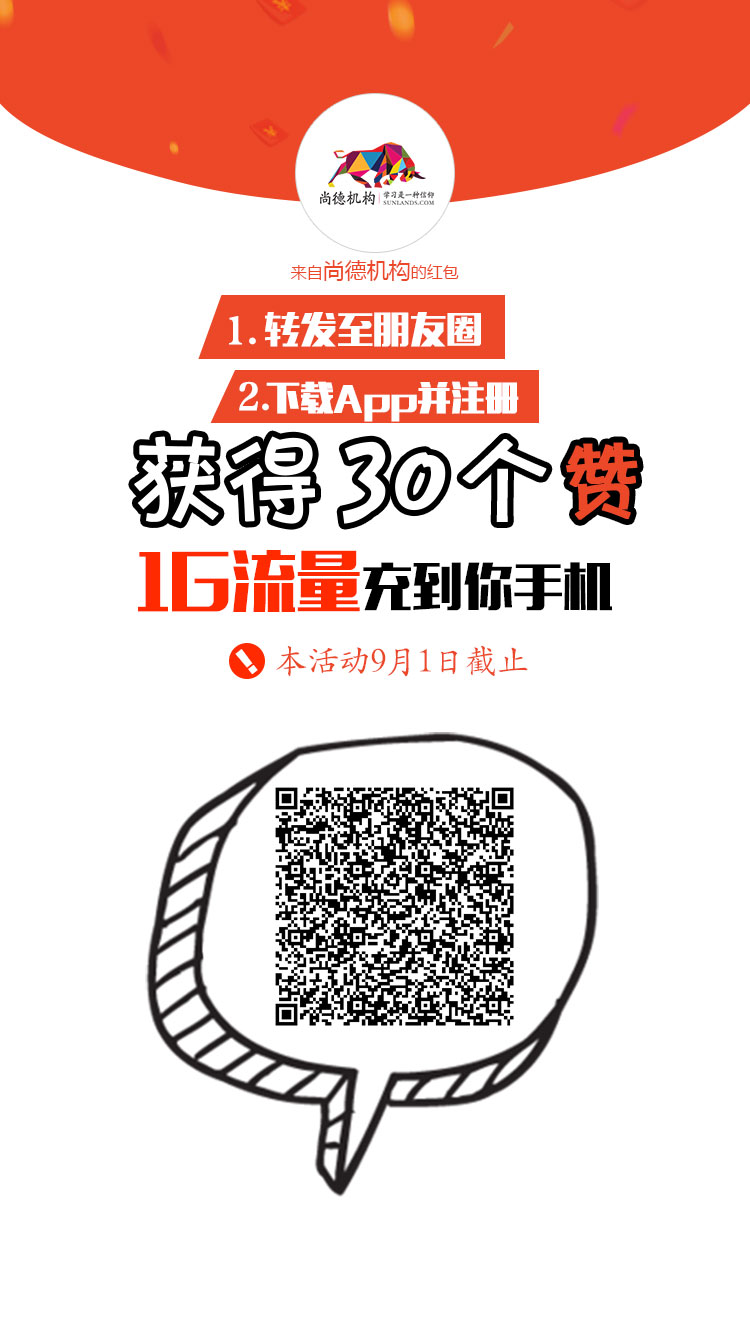 尚德机构 学习是一种信仰
SUNLANDS.COM
来自尚德机构的红包
1.转发至朋友圈
2.下载App并注册
获得30个赞
1G流量充到你手机
本活动9月1日截止